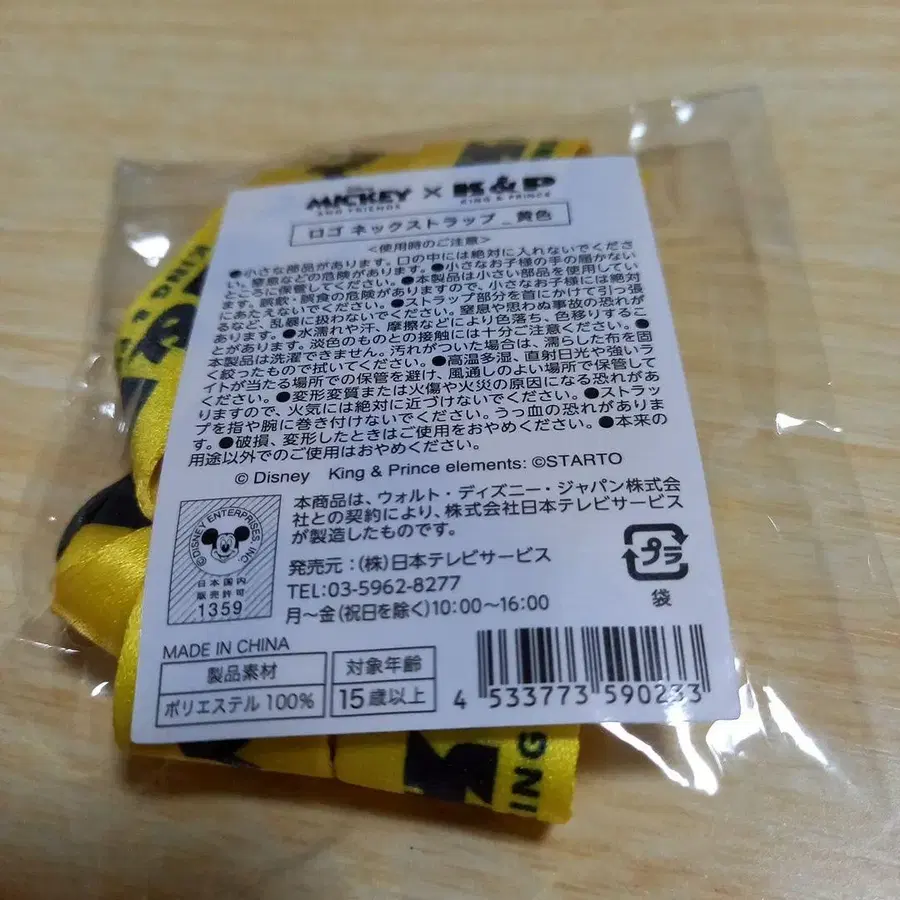 MICKEY × K&P
AND FRIENDS KING & PRINCE
ロゴ ネックストラップ _黄色
<使用時のご注意>
●小さな部品があります。口の中には絶対に入れないでくださ
い。窒息などの危険があります。●小さなお子様の手の届かない
ところに保管してください。●本製品は小さい部品を使用してい
ます。誤飲・誤食の危険がありますので、小さなお子様には絶対
にあたえないでください。●ストラップ部分を首にかけて引っ張
るなど、乱暴に扱わないでください。窒息や思わぬ事故の恐れが
あります。●水濡れや汗、摩擦などにより色落ち、色移りするこ
とがあります。淡色のものとの接触には十分ご注意ください。●
本製品は洗濯できません。汚れがついた場合は、濡らした布を固
く絞ったもので拭いてください。●高温多湿、直射日光や強いラ
イトが当たる場所での保管を避け、風通しのよい場所で保管して
ください。●変形変質または火傷や火災の原因になる恐れがあ
りますので、火気には絶対に近づけないでください。●ストラッ
プを指や腕に巻き付けないでください。うっ血の恐れがありま
す。●破損、変形したときはご使用をおやめください。●本来の
用途以外でのご使用はおやめください。
© Disney King & Prince elements: ©STARTO
本商品は、ウォルト・ディズニー・ジャパン株式会
社との契約により、株式会社日本テレビサービス
が製造したものです。
©DISNEY ENTERPRISES, INC.
日本国内
販売許可
1359
発売元:(株)日本テレビサービス
TEL:03-5962-8277
月〜金(祝日を除く)10:00〜16:00
プラ
袋
MADE IN CHINA
製品素材
ポリエステル 100%
対象年齢
15歳以上
4 533773 590233
KING &
ING